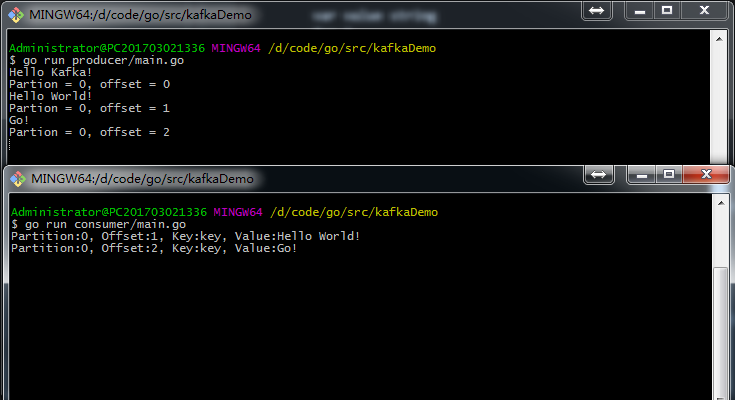 MINGW64:/d/code/go/src/kafkaDemo
var value string
Administrator@PC201703021336 MINGW64 /d/code/go/src/kafkaDemo
$ go run producer/main.go
Hello Kafka!
Partion = 0, offset = 0
Hello World!
Partion = 0, offset = 1
Go!
Partion = 0, offset = 2
MINGW64:/d/code/go/src/kafkaDemo
Administrator@PC201703021336 MINGW64 /d/code/go/src/kafkaDemo
$ go run consumer/main.go
Partition:0, Offset:1, Key:key, Value:Hello World!
Partition:0, Offset:2, Key:key, Value:Go!